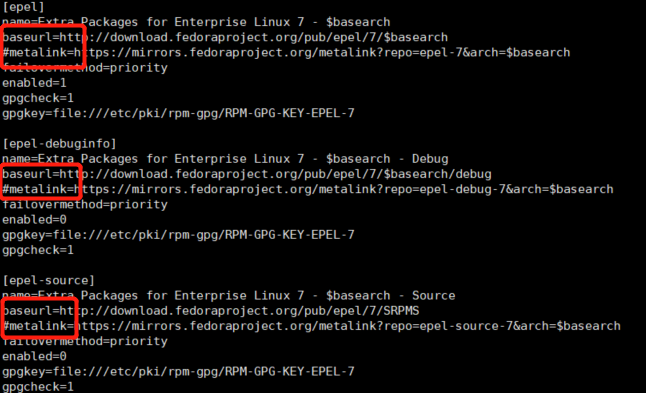 [epel]
name=Extra Packages for Enterprise Linux 7 - $basearch
baseurl=http://download.fedoraproject.org/pub/epel/7/$basearch
#metalink=https://mirrors.fedoraproject.org/metalink?repo=epel-7&arch=$basearch
failovermethod=priority
enabled=1
gpgcheck=1
gpgkey=file:///etc/pki/rpm-gpg/RPM-GPG-KEY-EPEL-7
[epel-debuginfo]
name=Extra Packages for Enterprise Linux 7 - $basearch - Debug
baseurl=http://download.fedoraproject.org/pub/epel/7/$basearch/debug
#metalink=https://mirrors.fedoraproject.org/metalink?repo=epel-debug-7&arch=$basearch
failovermethod=priority
enabled=0
gpgkey=file:///etc/pki/rpm-gpg/RPM-GPG-KEY-EPEL-7
gpgcheck=1
[epel-source]
name=Extra Packages for Enterprise Linux 7 - $basearch - Source
baseurl=http://download.fedoraproject.org/pub/epel/7/SRPMS
#metalink=https://mirrors.fedoraproject.org/metalink?repo=epel-source-7&arch=$basearch
failovermethod=priority
enabled=0
gpgkey=file:///etc/pki/rpm-gpg/RPM-GPG-KEY-EPEL-7
gpgcheck=1